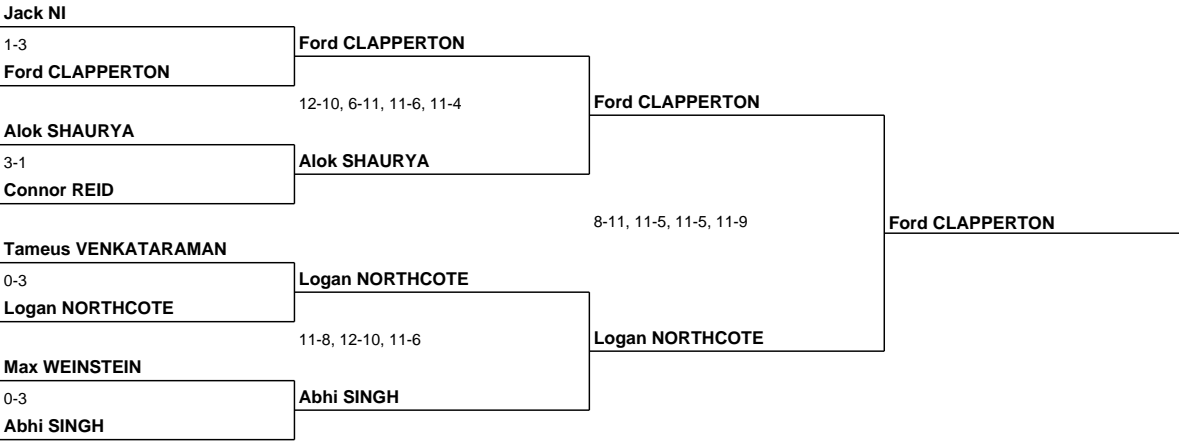 Jack NI
1-3
Ford CLAPPERTON
Ford CLAPPERTON
12-10, 6-11, 11-6, 11-4
Ford CLAPPERTON
Alok SHAURYA
3-1
Alok SHAURYA
Connor REID
8-11, 11-5, 11-5, 11-9
Ford CLAPPERTON
Tameus VENKATARAMAN
0-3
Logan NORTHCOTE
Logan NORTHCOTE
11-8, 12-10, 11-6
Logan NORTHCOTE
Max WEINSTEIN
0-3
Abhi SINGH
Abhi SINGH